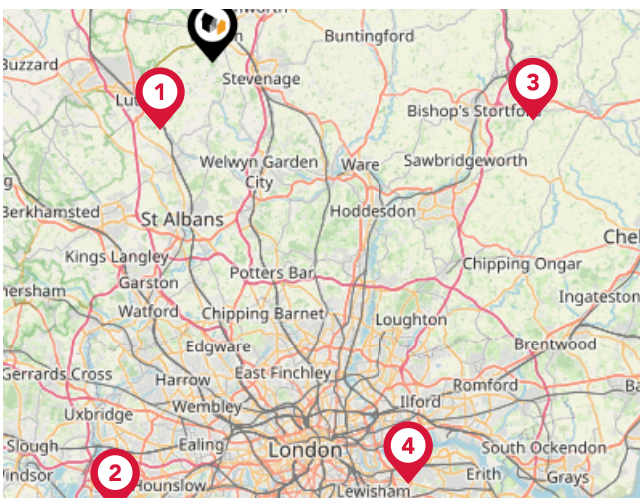 Buntingford
Buzzard
Stevenage
3
1
Bishop's Stortford
Welwyn Garden
City
Ware
Sawbridgeworth
Berkhamsted
St Albans
Hoddesdon
Kings Langley
Chipping Ongar
Potters Bar
Garston
Watford
Chipping Barnet
Loughton
Ingateston
Edgware
Brentwood
Gerrards Cross
Harrow
East Finchley
Romford
Ilford
Wembley
Uxbridge
Slough
Ealing
London
4
South Ockendon
2
Hounslow
Lewisham
Erith
Grays